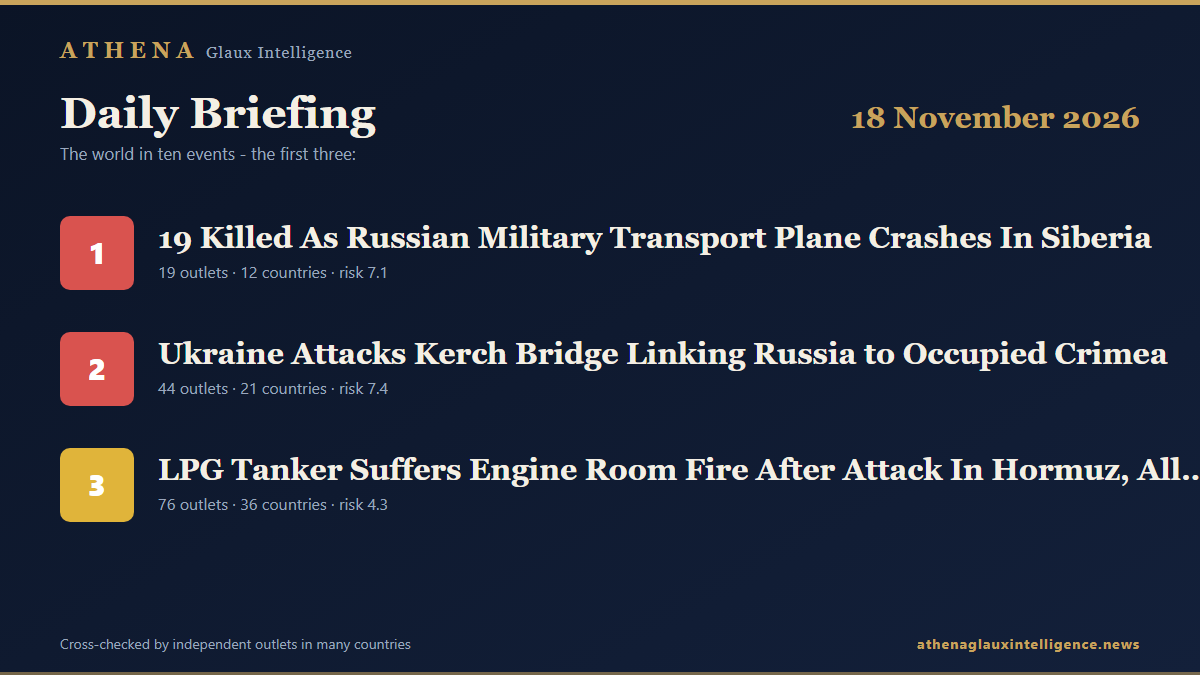 ATHENA Glaux Intelligence
Daily Briefing
18 November 2026
The world in ten events - the first three:
1
19 Killed As Russian Military Transport Plane Crashes In Siberia
19 outlets · 12 countries · risk 7.1
2
Ukraine Attacks Kerch Bridge Linking Russia to Occupied Crimea
44 outlets · 21 countries · risk 7.4
3
LPG Tanker Suffers Engine Room Fire After Attack In Hormuz, All...
76 outlets · 36 countries · risk 4.3
Cross-checked by independent outlets in many countries
athenaglauxintelligence.news